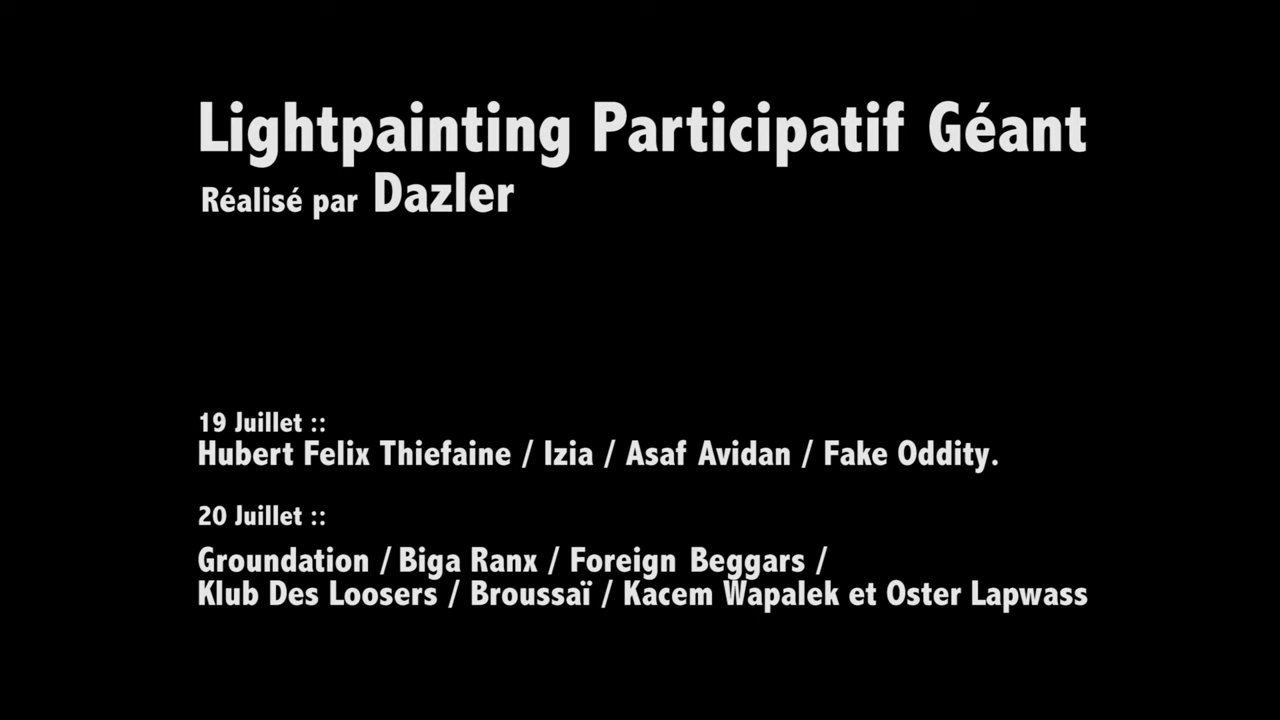 Lightpainting Participatif Géant
Réalisé par Dazler
19 Juillet ::
Hubert Felix Thiefaine / Izia / Asaf Avidan / Fake Oddity.
20 Juillet ::
Groundation / Biga Ranx / Foreign Beggars /
Klub Des Loosers / Broussaï / Kacem Wapalek et Oster Lapwass